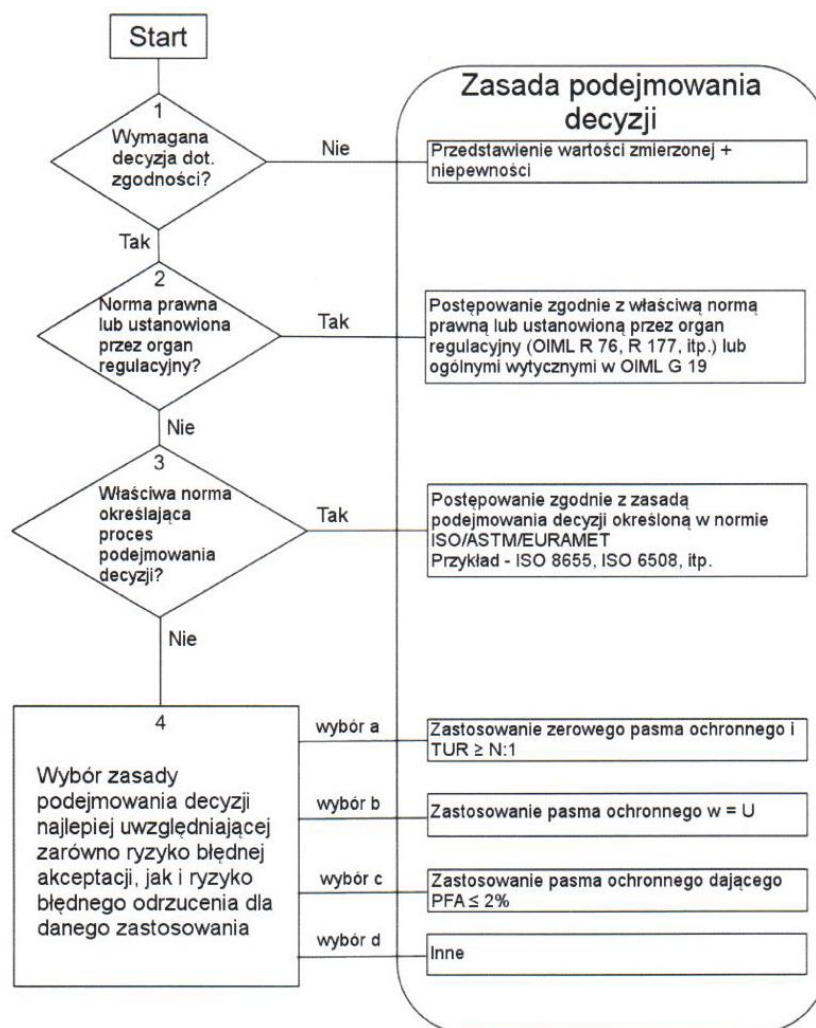 Start
Zasada podejmowania
decyzji
1
Wymagana
decyzja dot.
zgodności?
Nie
Przedstawienie wartości zmierzonej +
niepewności
Tak
2
Norma prawna
lub ustanowiona
przez organ
regulacyjny?
Tak
Postępowanie zgodnie z właściwą normą
prawną lub ustanowioną przez organ
regulacyjny (OIML R 76, R 177, itp.) lub
ogólnymi wytycznymi w OIML G 19
Nie
3
Właściwa norma
określająca
proces
podejmowania
decyzji?
Tak
Postępowanie zgodnie z zasadą
podejmowania decyzji określoną w normie
ISO/ASTM/EURAMET
Przykład - ISO 8655, ISO 6508, itp.
Nie
4
Wybór zasady
podejmowania decyzji
najlepiej uwzględniającej
zarówno ryzyko błędnej
akceptacji, jak i ryzyko
błędnego odrzucenia dla
danego zastosowania
wybór a
Zastosowanie zerowego pasma ochronnego i
TUR ≥ N:1
wybór b
Zastosowanie pasma ochronnego w = U
wybór c
Zastosowanie pasma ochronnego dającego
PFA ≤ 2%
wybór d
Inne